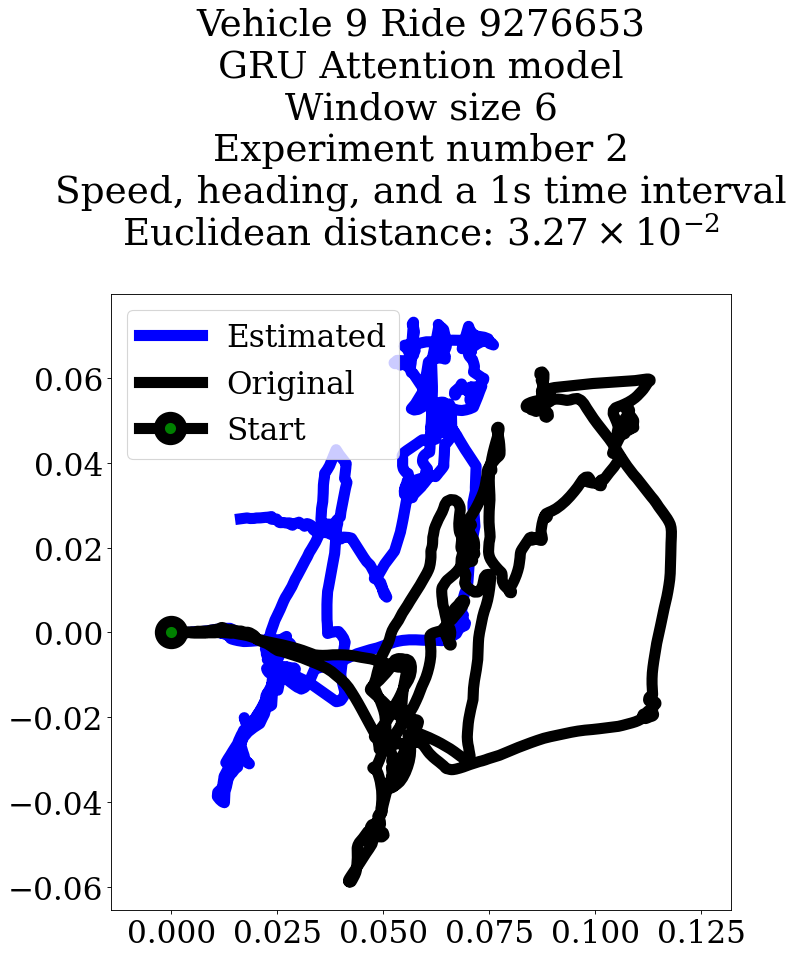 Vehicle 9 Ride 9276653
GRU Attention model
Window size 6
Experiment number 2
Speed, heading, and a 1s time interval
Euclidean distance: 3.27 × 10⁻²
Estimated
Original
Start
0.06
0.04
0.02
0.00
−0.02
−0.04
−0.06
0.000 0.025 0.050 0.075 0.100 0.125